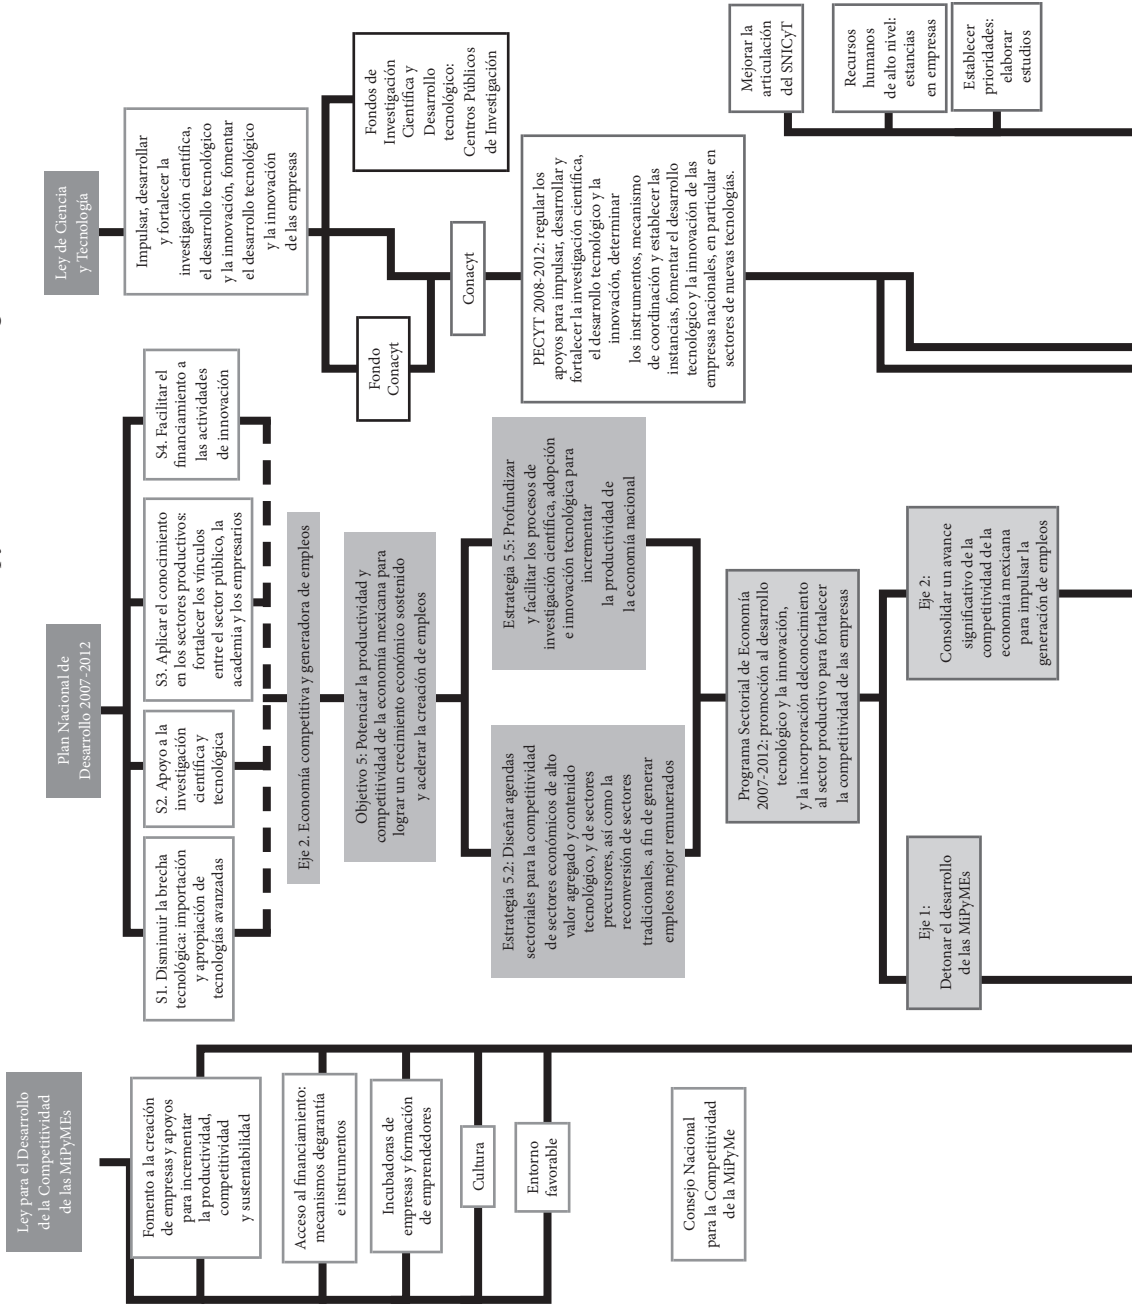 Ley para el Desarrollo
de la Competitividad
de las MiPyMEs
Fomento a la creación
de empresas y apoyos
para incrementar
la productividad,
competitividad
y sustentabilidad
Acceso al financiamiento:
mecanismos degarantía
e instrumentos
Incubadoras de
empresas y formación
de emprendedores
Cultura
Entorno
favorable
Consejo Nacional
para la Competitividad
de la MiPyMe
Plan Nacional de
Desarrollo 2007-2012
S1. Disminuir la brecha
tecnológica: importación
y apropiación de
tecnologías avanzadas
S2. Apoyo a la
investigación
científica y
tecnológica
S3. Aplicar el conocimiento
en los sectores productivos:
fortalecer los vínculos
entre el sector público, la
academia y los empresarios
S4. Facilitar el
financiamiento a
las actividades
de innovación
Eje 2. Economía competitiva y generadora de empleos
Objetivo 5: Potenciar la productividad y
competitividad de la economía mexicana para
lograr un crecimiento económico sostenido
y acelerar la creación de empleos
Estrategia 5.2: Diseñar agendas
sectoriales para la competitividad
de sectores económicos de alto
valor agregado y contenido
tecnológico, y de sectores
precursores, así como la
reconversión de sectores
tradicionales, a fin de generar
empleos mejor remunerados
Estrategia 5.5: Profundizar
y facilitar los procesos de
investigación científica, adopción
e innovación tecnológica para
incrementar
la productividad de
la economía nacional
Programa Sectorial de Economía
2007-2012: promoción al desarrollo
tecnológico y la innovación,
y la incorporación delconocimiento
al sector productivo para fortalecer
la competitividad de las empresas
Eje 1:
Detonar el desarrollo
de las MiPyMEs
Eje 2:
Consolidar un avance
significativo de la
competitividad de la
economía mexicana
para impulsar la
generación de empleos
Ley de Ciencia
y Tecnología
Impulsar, desarrollar
y fortalecer la
investigación científica,
el desarrollo tecnológico
y la innovación, fomentar
el desarrollo tecnológico
y la innovación
de las empresas
Fondo
Conacyt
Fondos de
Investigación
Científica y
Desarrollo
tecnológico:
Centros Públicos
de Investigación
Conacyt
PECYT 2008-2012: regular los
apoyos para impulsar, desarrollar y
fortalecer la investigación científica,
el desarrollo tecnológico y la
innovación, determinar
los instrumentos, mecanismo
de coordinación y establecer las
instancias, fomentar el desarrollo
tecnológico y la innovación de las
empresas nacionales, en particular en
sectores de nuevas tecnologías.
Mejorar la
articulación
del SNICyT
Recursos
humanos
de alto nivel:
estancias
en empresas
Establecer
prioridades:
elaborar
estudios